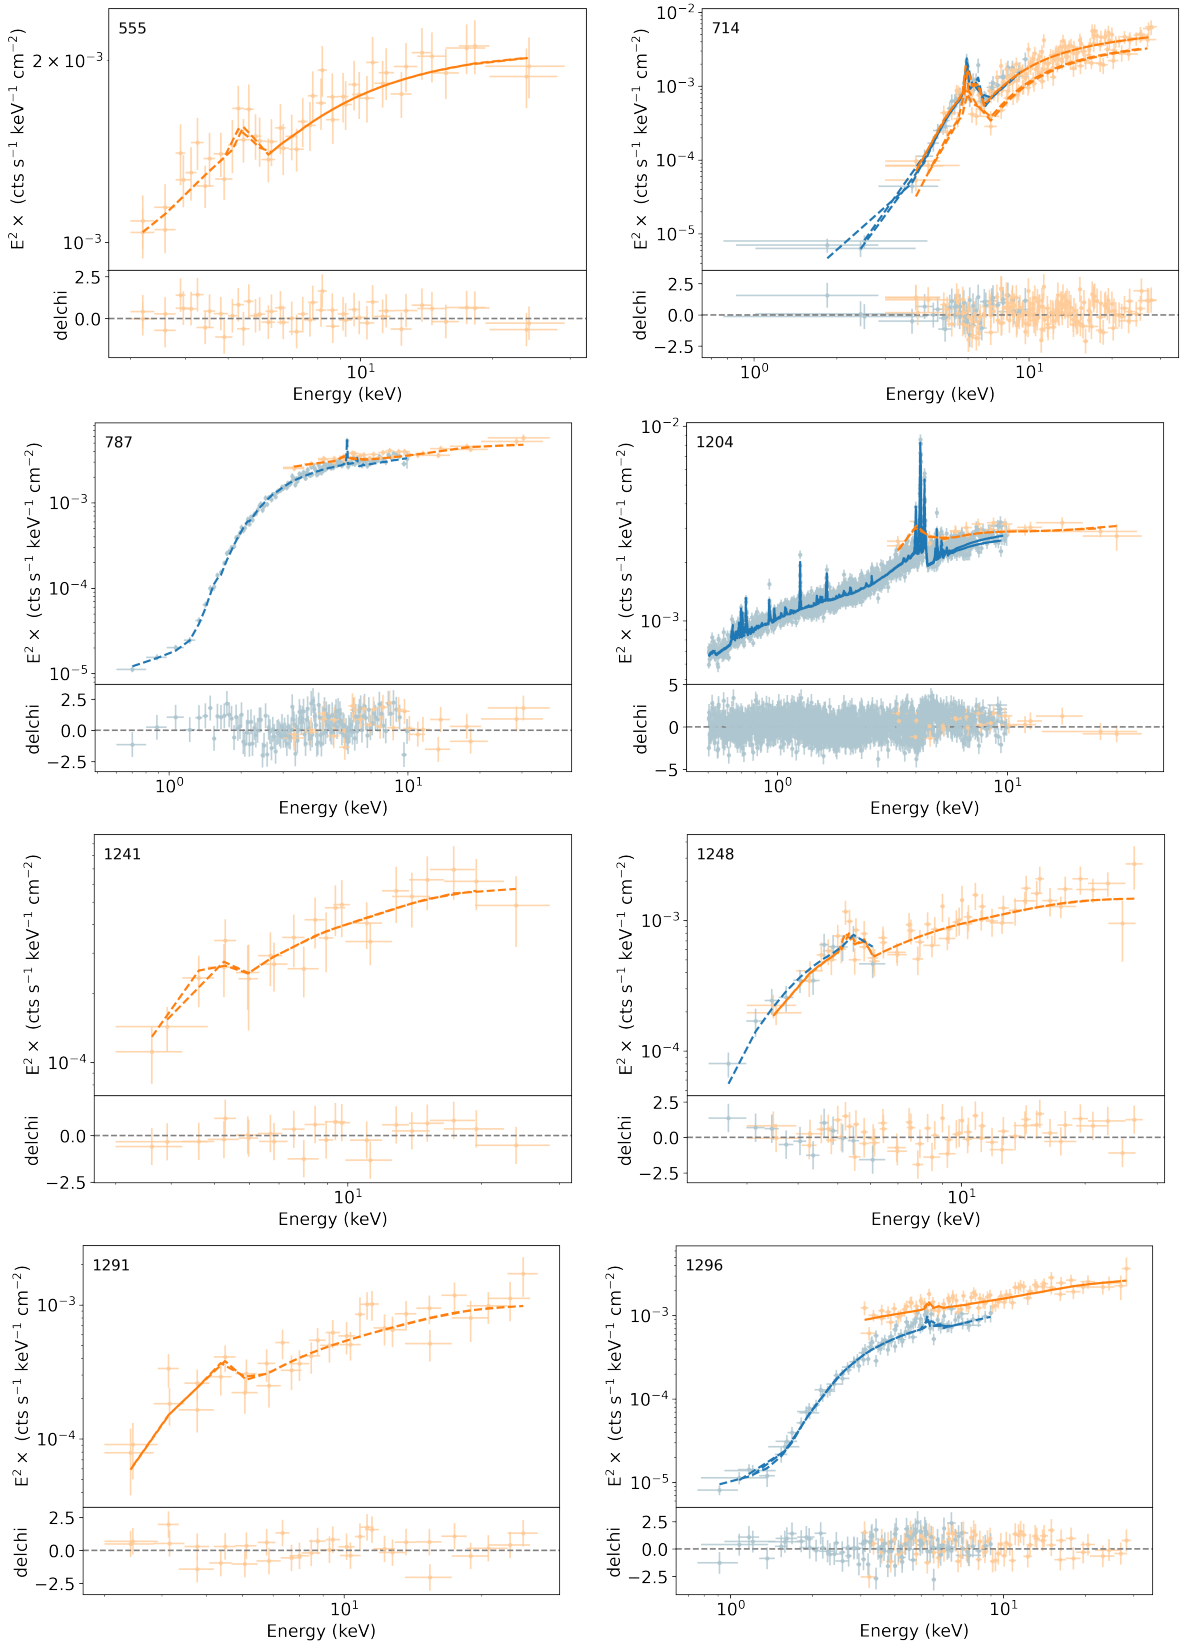 555
2 × 10⁻³
10⁻³
E² × (cts s⁻¹ keV⁻¹ cm⁻²)
2.5
0.0
delchi
10¹
Energy (keV)
714
10⁻²
10⁻³
10⁻⁴
10⁻⁵
E² × (cts s⁻¹ keV⁻¹ cm⁻²)
2.5
0.0
−2.5
delchi
10⁰ 10¹
Energy (keV)
787
10⁻³
10⁻⁴
10⁻⁵
E² × (cts s⁻¹ keV⁻¹ cm⁻²)
2.5
0.0
−2.5
delchi
10⁰ 10¹
Energy (keV)
1204
10⁻²
10⁻³
E² × (cts s⁻¹ keV⁻¹ cm⁻²)
5
0
−5
delchi
10⁰ 10¹
Energy (keV)
1241
10⁻⁴
E² × (cts s⁻¹ keV⁻¹ cm⁻²)
0.0
−2.5
delchi
10¹
Energy (keV)
1248
10⁻³
10⁻⁴
E² × (cts s⁻¹ keV⁻¹ cm⁻²)
2.5
0.0
−2.5
delchi
10¹
Energy (keV)
1291
10⁻³
10⁻⁴
E² × (cts s⁻¹ keV⁻¹ cm⁻²)
2.5
0.0
−2.5
delchi
10¹
Energy (keV)
1296
10⁻³
10⁻⁴
10⁻⁵
E² × (cts s⁻¹ keV⁻¹ cm⁻²)
2.5
0.0
−2.5
delchi
10⁰ 10¹
Energy (keV)